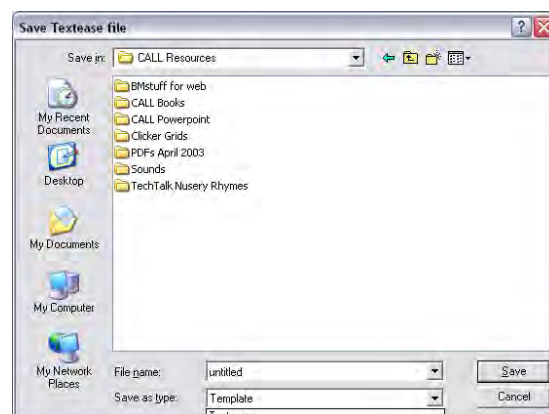 Save Textease file
Save in: CALL Resources
BMstuff for web
CALL Books
CALL Powerpoint
Clicker Grids
PDFs April 2003
Sounds
TechTalk Nusery Rhymes
My Recent
Documents
Desktop
My Documents
My Computer
My Network
Places
File name: untitled Save
Save as type: Template Cancel